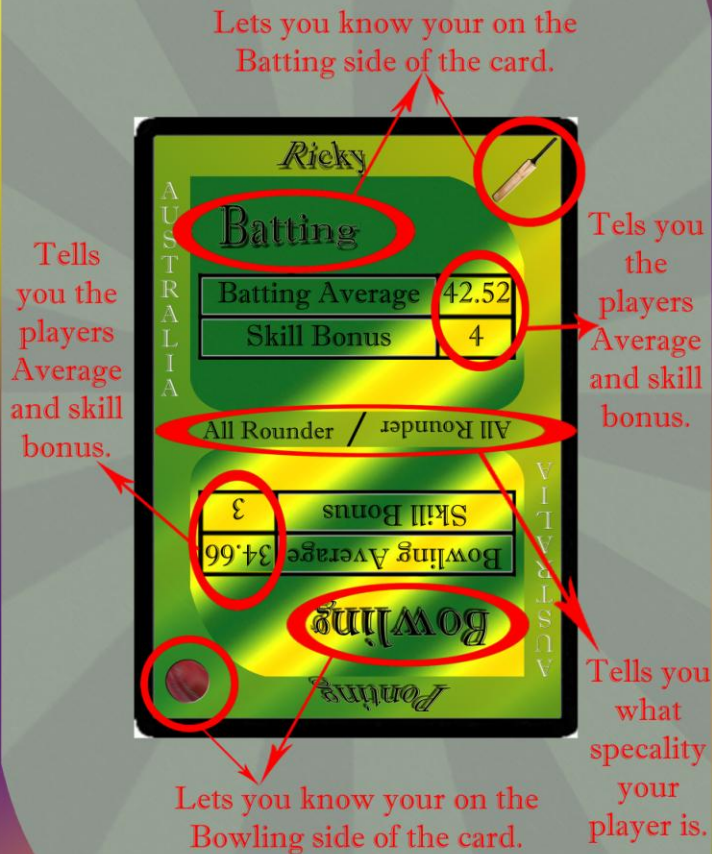 Lets you know your on the
Batting side of the card.
Ricky
AUSTRALIA
Batting
Batting Average 42.52
Skill Bonus 4
Tells
you the
players
Average
and skill
bonus.
Tels you
the
players
Average
and skill
bonus.
All Rounder / All Rounder
Ponting
AUSTRALIA
Bowling
Bowling Average 34.66
Skill Bonus 3
Tells you
what
specality
your
player is.
Lets you know your on the
Bowling side of the card.